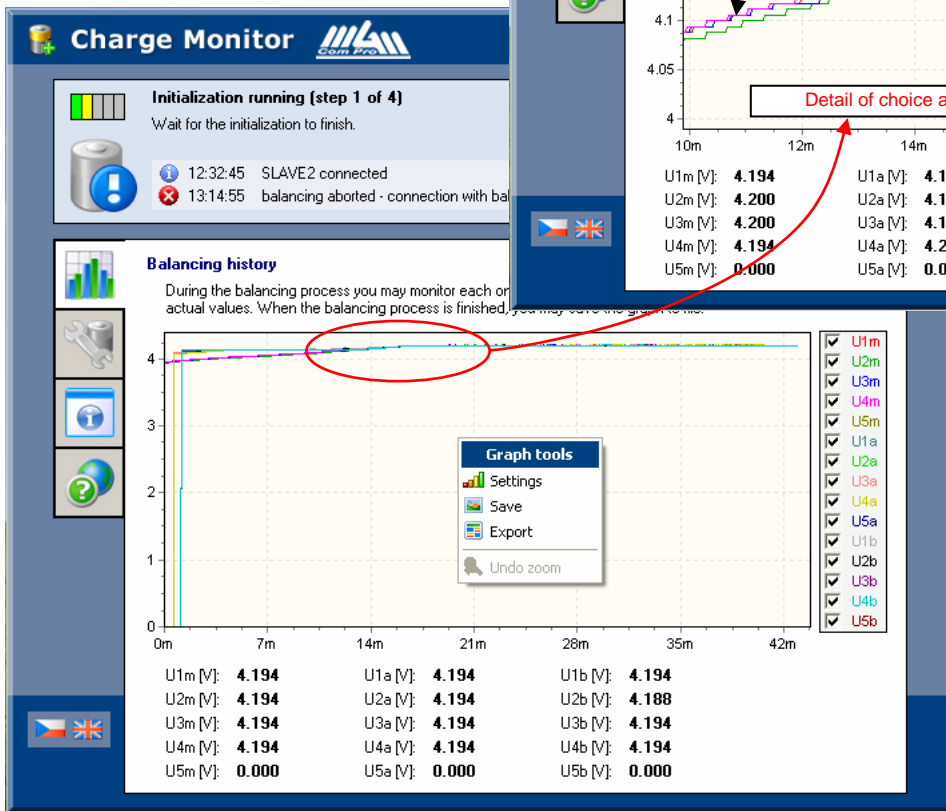 Charge Monitor
Com Pro
Initialization running (step 1 of 4)
Wait for the initialization to finish.
12:32:45 SLAVE2 connected
13:14:55 balancing aborted - connection with
Balancing history
During the balancing process you may monitor each
actual values. When the balancing process is finished, you may save the graph to file.
4
3
2
1
0
0m 7m 14m 21m 28m 35m 42m
Graph tools
Settings
Save
Export
Undo zoom
U1m
U2m
U3m
U4m
U5m
U1a
U2a
U3a
U4a
U5a
U1b
U2b
U3b
U4b
U5b
U1m [V]: 4.194 U1a [V]: 4.194 U1b [V]: 4.194
U2m [V]: 4.194 U2a [V]: 4.194 U2b [V]: 4.188
U3m [V]: 4.194 U3a [V]: 4.194 U3b [V]: 4.194
U4m [V]: 4.194 U4a [V]: 4.194 U4b [V]: 4.194
U5m [V]: 0.000 U5a [V]: 0.000 U5b [V]: 0.000
4.1
4.05
4
Detail of choice
10m 12m 14m
U1m [V]: 4.194 U1a [V]:
U2m [V]: 4.200 U2a [V]:
U3m [V]: 4.200 U3a [V]:
U4m [V]: 4.194 U4a [V]:
U5m [V]: 0.000 U5a [V]: